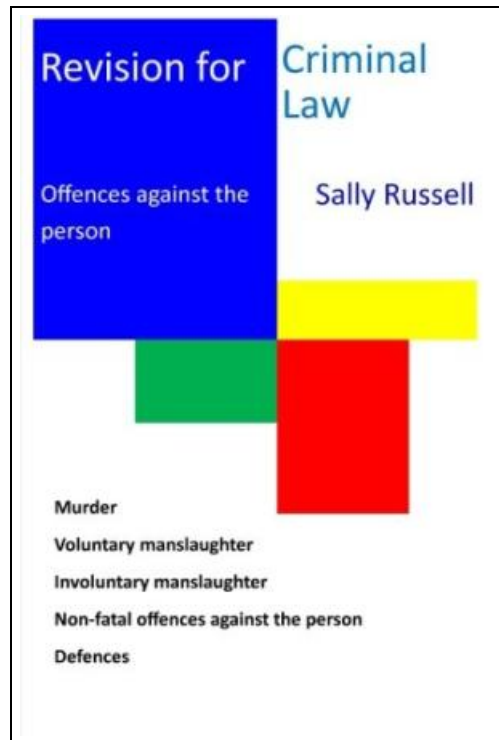 Revision for Criminal
Law
Offences against the Sally Russell
person
Murder
Voluntary manslaughter
Involuntary manslaughter
Non-fatal offences against the person
Defences